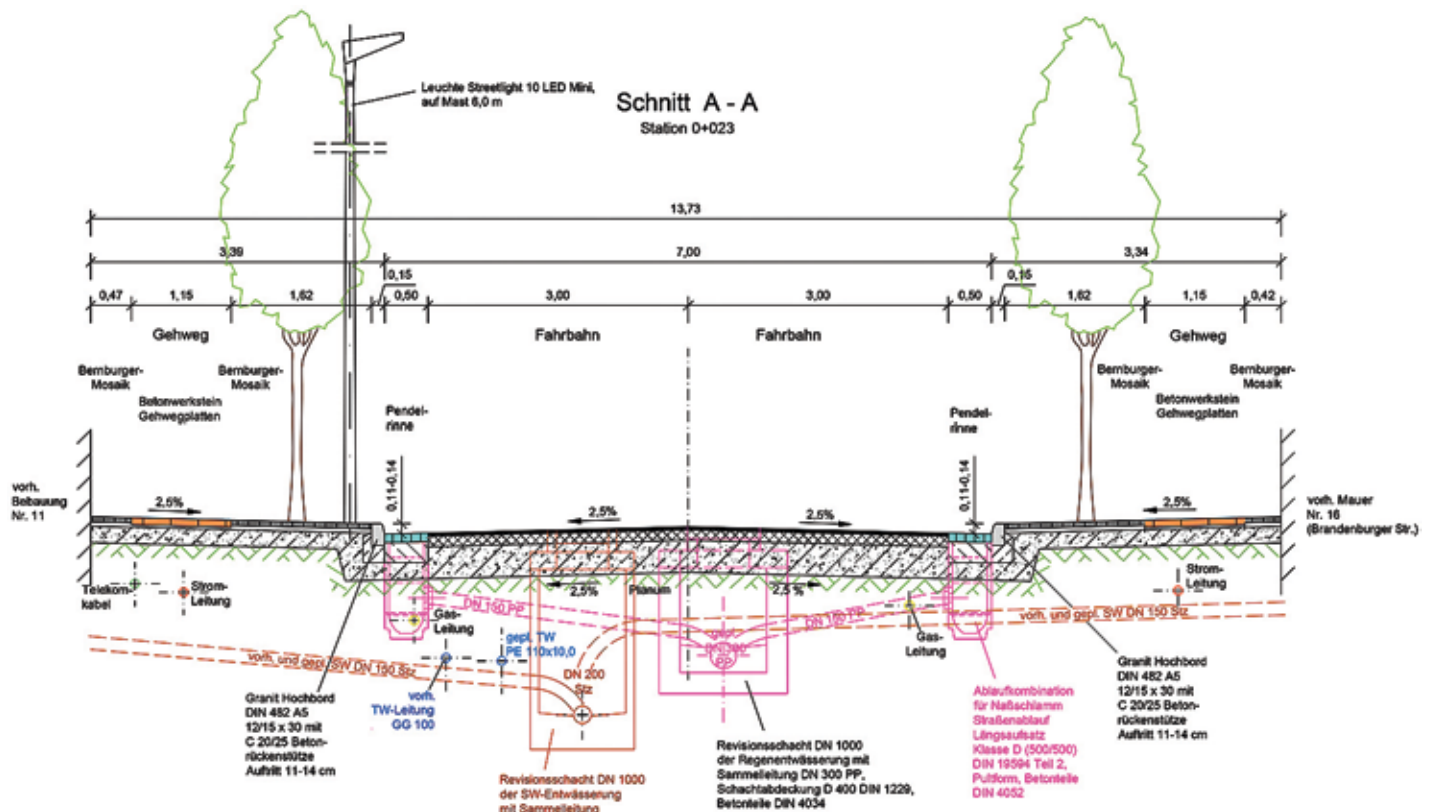 Leuchte Streetlight 10 LED Mini,
auf Mast 6,0 m
Schnitt A - A
Station 0+023
13,73
3,39
7,00
3,34
0,15
0,15
0,47
1,15
1,62
0,50
3,00
3,00
0,50
1,62
1,15
0,42
Gehweg
Fahrbahn
Fahrbahn
Gehweg
Bernburger-
Mosaik
Bernburger-
Mosaik
Betonwerkstein
Gehwegplatten
Bernburger-
Mosaik
Bernburger-
Mosaik
Betonwerkstein
Gehwegplatten
Pendel-
rinne
Pendel-
rinne
0,11-0,14
0,11-0,14
vorh.
Bebauung
Nr. 11
vorh. Mauer
Nr. 16
(Brandenburger Str.)
2,5%
2,5%
2,5%
2,5%
Telekom-
kabel
Strom-
Leitung
2,5%
Planum
2,5 %
Strom-
Leitung
DN 150 PP
DN 150 PP
Gas-
Leitung
gepl. TW
PE 110x10,0
gepl.
DN 300
PP
Gas-
Leitung
vorh. und gepl. SW DN 150 Stz
vorh. und gepl. SW DN 150 Stz
DN 200
Stz
vorh.
TW-Leitung
GG 100
Granit Hochbord
DIN 482 A5
12/15 x 30 mit
C 20/25 Beton-
rückenstütze
Auftritt 11-14 cm
Revisionsschacht DN 1000
der SW-Entwässerung
mit Sammelleitung
Revisionsschacht DN 1000
der Regenentwässerung mit
Sammelleitung DN 300 PP,
Schachtabdeckung D 400 DIN 1229,
Betonteile DIN 4034
Ablaufkombination
für Naßschlamm
Straßenablauf
Längsaufsatz
Klasse D (500/500)
DIN 19594 Teil 2,
Pultform, Betonteile
DIN 4052
Granit Hochbord
DIN 482 A5
12/15 x 30 mit
C 20/25 Beton-
rückenstütze
Auftritt 11-14 cm